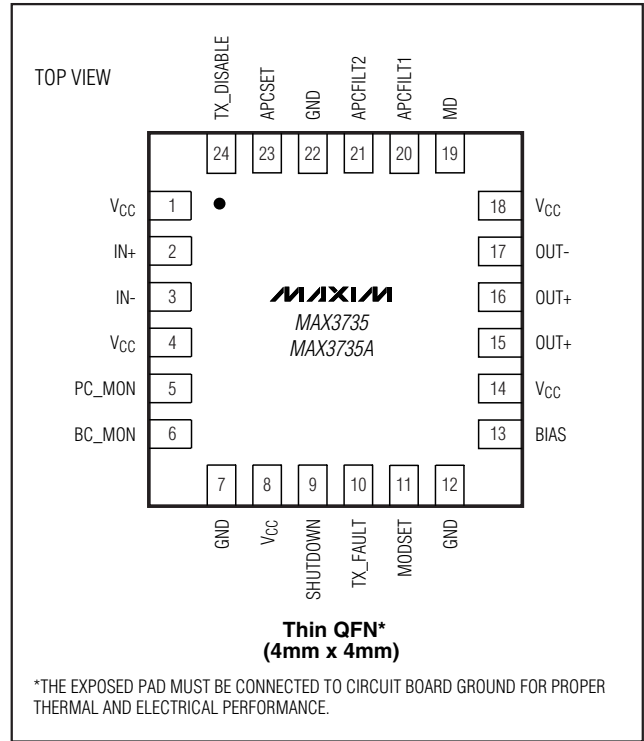 TOP VIEW
TX_DISABLE
APCSET
GND
APCFILT2
APCFILT1
MD
24
23
22
21
20
19
VCC 1
IN+ 2
IN- 3
VCC 4
PC_MON 5
BC_MON 6
18 VCC
17 OUT-
16 OUT+
15 OUT+
14 VCC
13 BIAS
MAXIM
MAX3735
MAX3735A
7
8
9
10
11
12
GND
VCC
SHUTDOWN
TX_FAULT
MODSET
GND
Thin QFN*
(4mm x 4mm)
*THE EXPOSED PAD MUST BE CONNECTED TO CIRCUIT BOARD GROUND FOR PROPER
THERMAL AND ELECTRICAL PERFORMANCE.